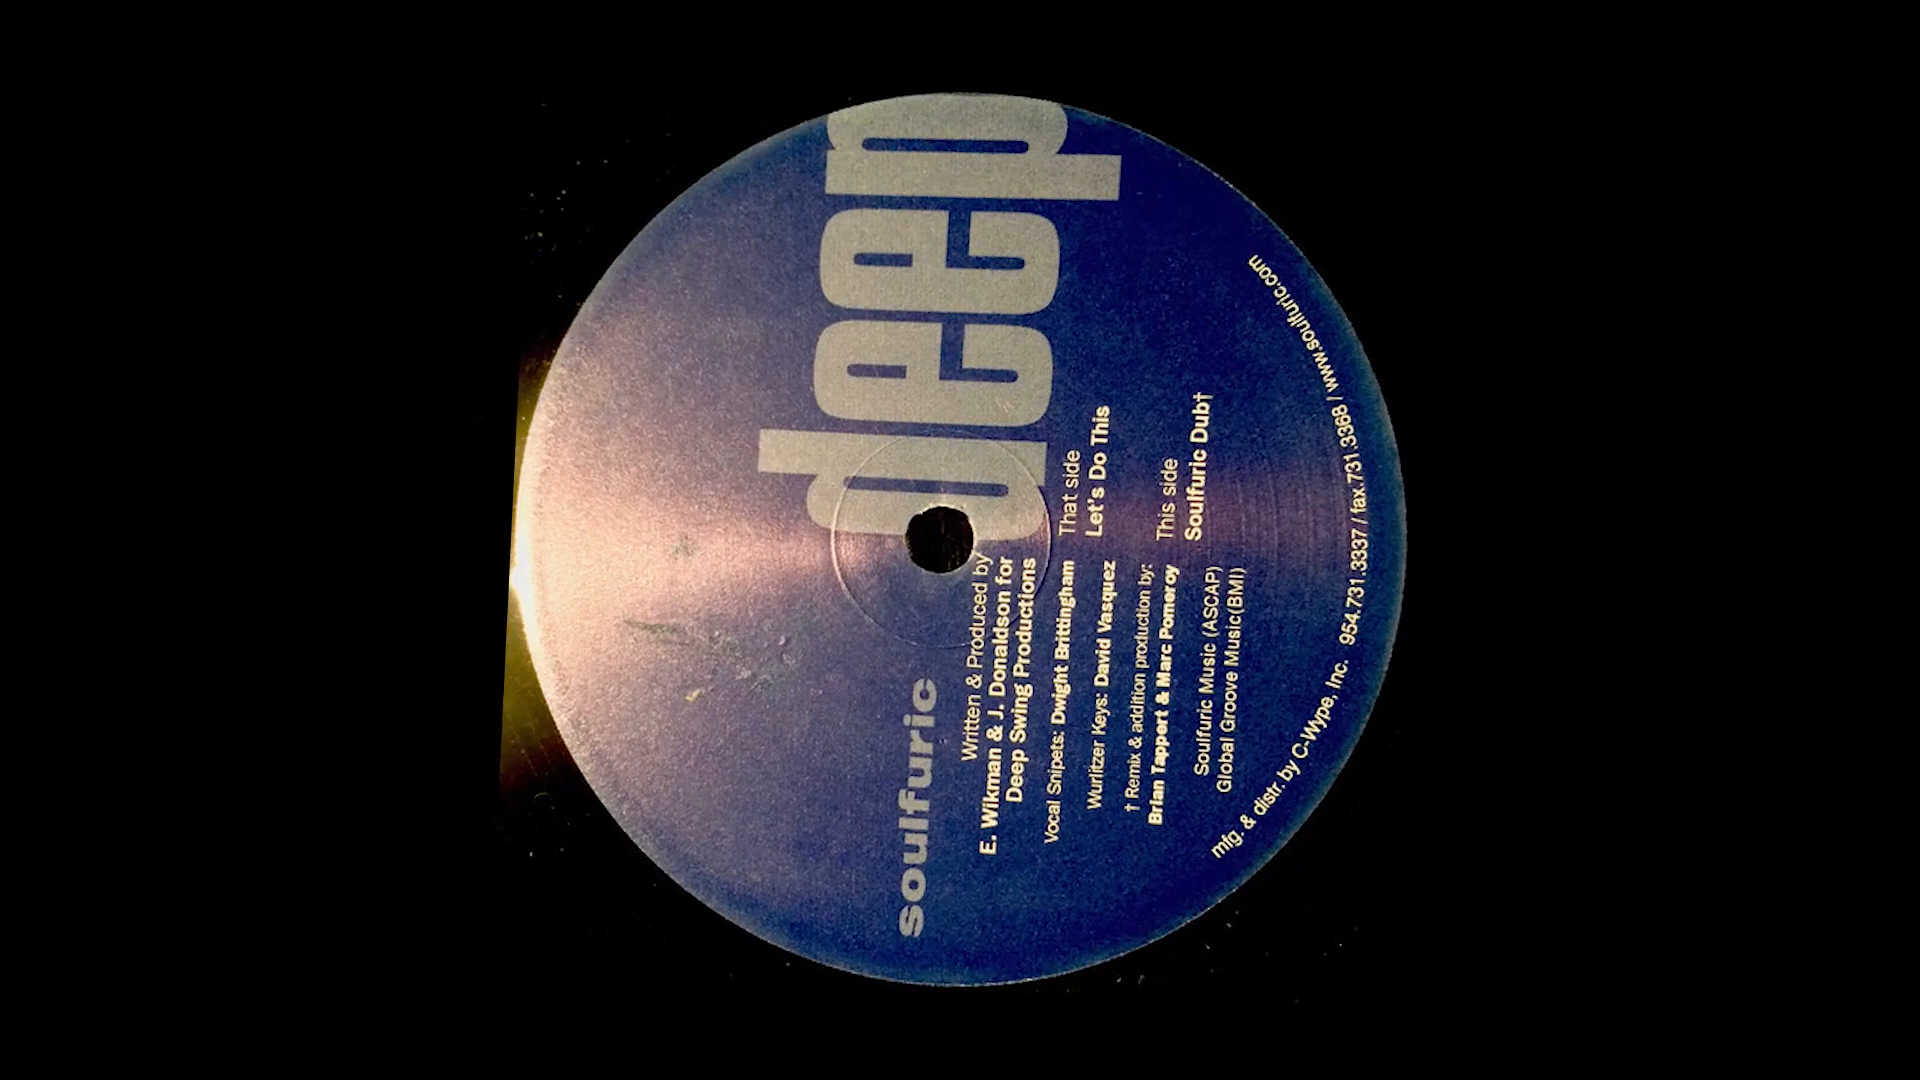 soulfuric
deep
Written & Produced by
E. Wikman & J. Donaldson for
Deep Swing Productions
Vocal Snipets: Dwight Brittingham
Wurlitzer Keys: David Vasquez
† Remix & addition production by:
Brian Tappert & Marc Pomeroy
Soulfuric Music (ASCAP)
Global Groove Music(BMI)
That side
Let's Do This
This side
Soulfuric Dub†
mfg. & distr. by C-Wype, Inc. 954.731.3337 / fax.731.3368 / www.soulfuric.com